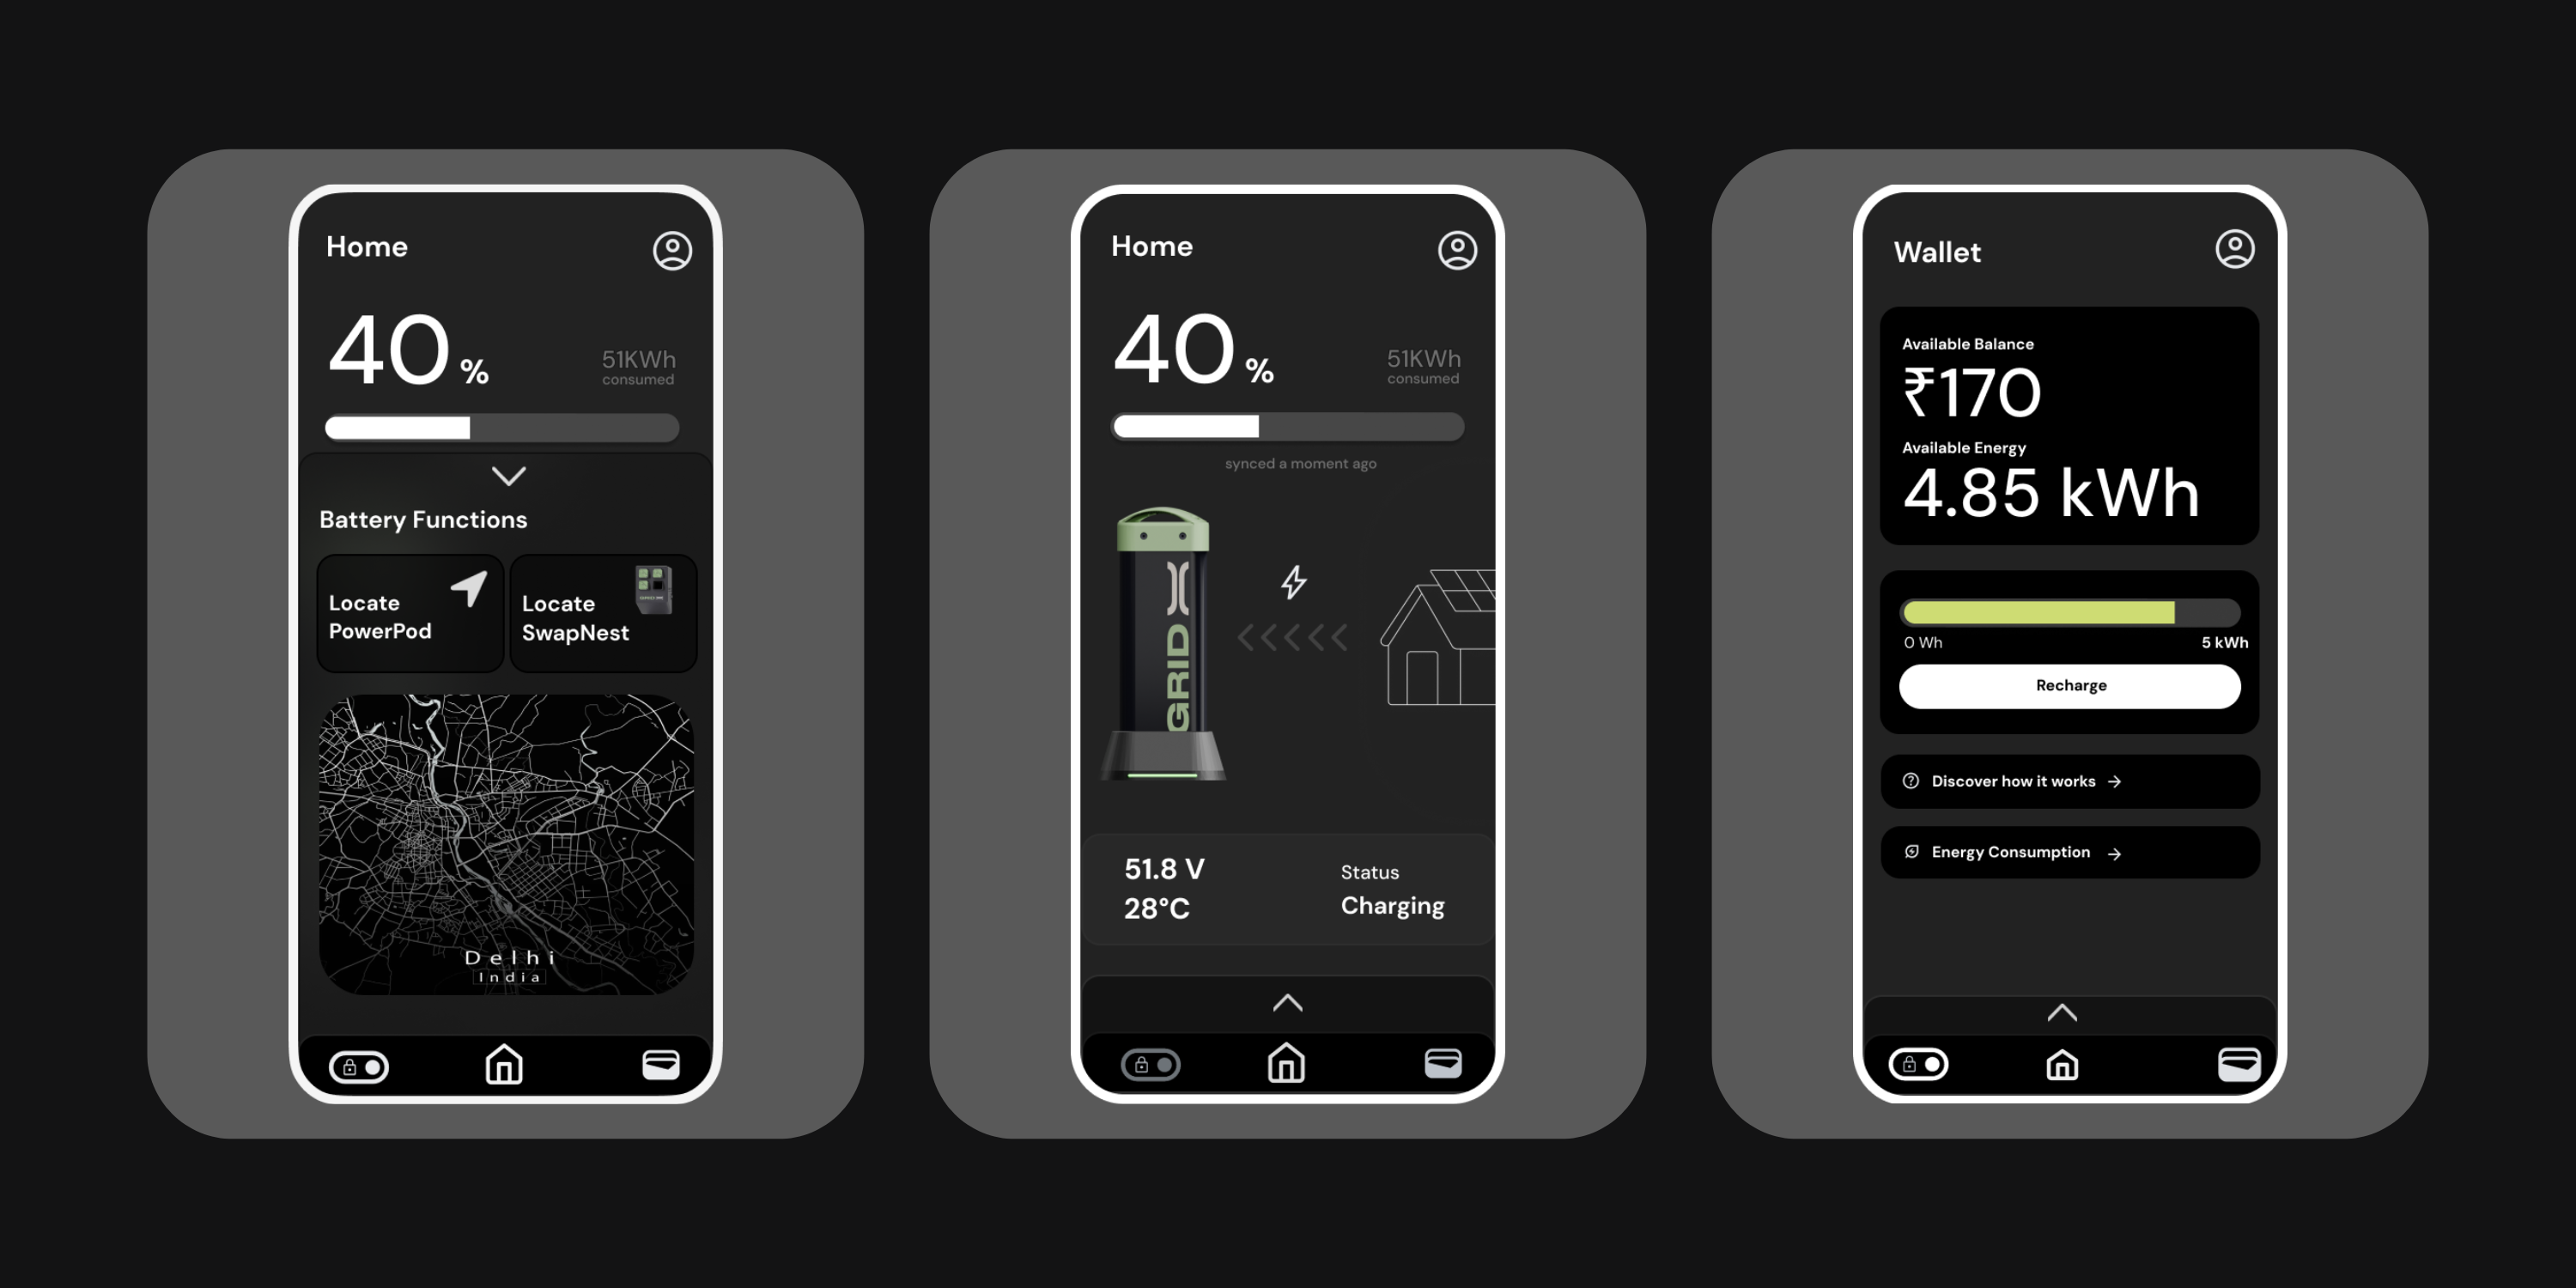 Home
40 %
51KWh
consumed
Battery Functions
Locate
PowerPod
Locate
SwapNest
Delhi
India
Home
40 %
51KWh
consumed
synced a moment ago
GRID
51.8 V
28°C
Status
Charging
Wallet
Available Balance
₹170
Available Energy
4.85 kWh
0 Wh
5 kWh
Recharge
Discover how it works
Energy Consumption